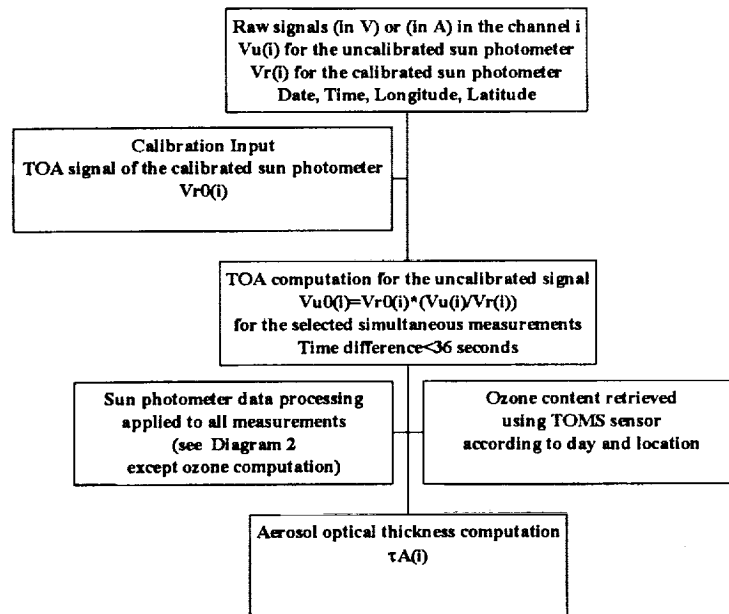 Raw signals (in V) or (in A) in the channel i
Vu(i) for the uncalibrated sun photometer
Vr(i) for the calibrated sun photometer
Date, Time, Longitude, Latitude
Calibration Input
TOA signal of the calibrated sun photometer
Vr0(i)
TOA computation for the uncalibrated signal
Vu0(i)=Vr0(i)*(Vu(i)/Vr(i))
for the selected simultaneous measurements
Time difference<36 seconds
Sun photometer data processing
applied to all measurements
(see Diagram 2
except ozone computation)
Ozone content retrieved
using TOMS sensor
according to day and location
Aerosol optical thickness computation
τA(i)